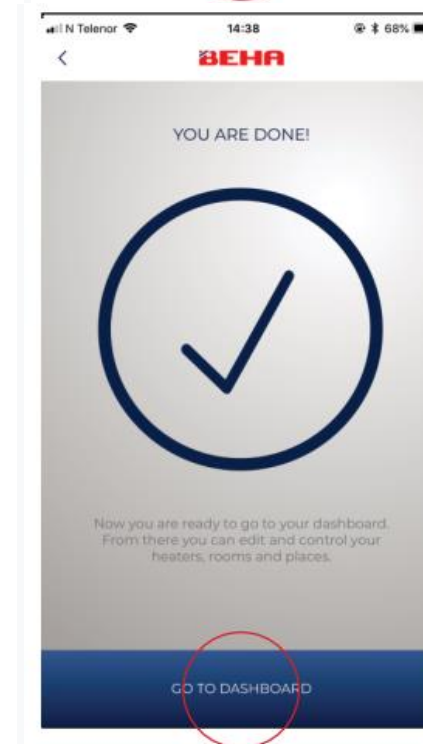 N Telenor 14:38 68%
BEHA
YOU ARE DONE!
Now you are ready to go to your dashboard.
From there you can edit and control your
heaters, rooms and places.
GO TO DASHBOARD